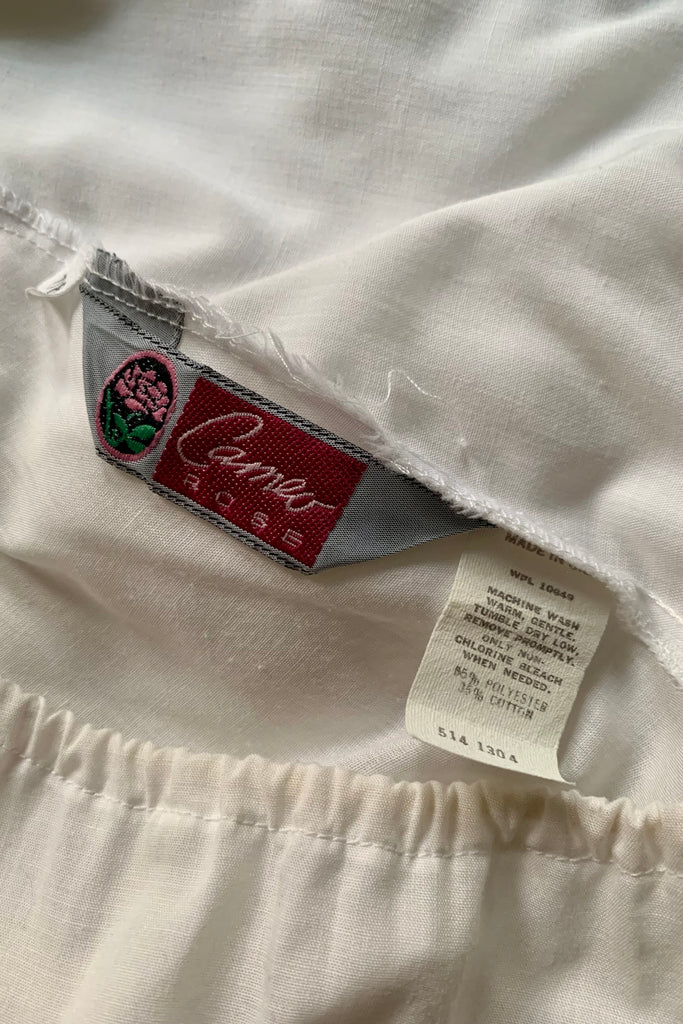 Cameo
ROSE
MADE IN
WPL 10649
MACHINE WASH
WARM, GENTLE.
TUMBLE DRY LOW.
REMOVE PROMPTLY.
ONLY NON-
CHLORINE BLEACH
WHEN NEEDED.
65% POLYESTER
35% COTTON
514 1304